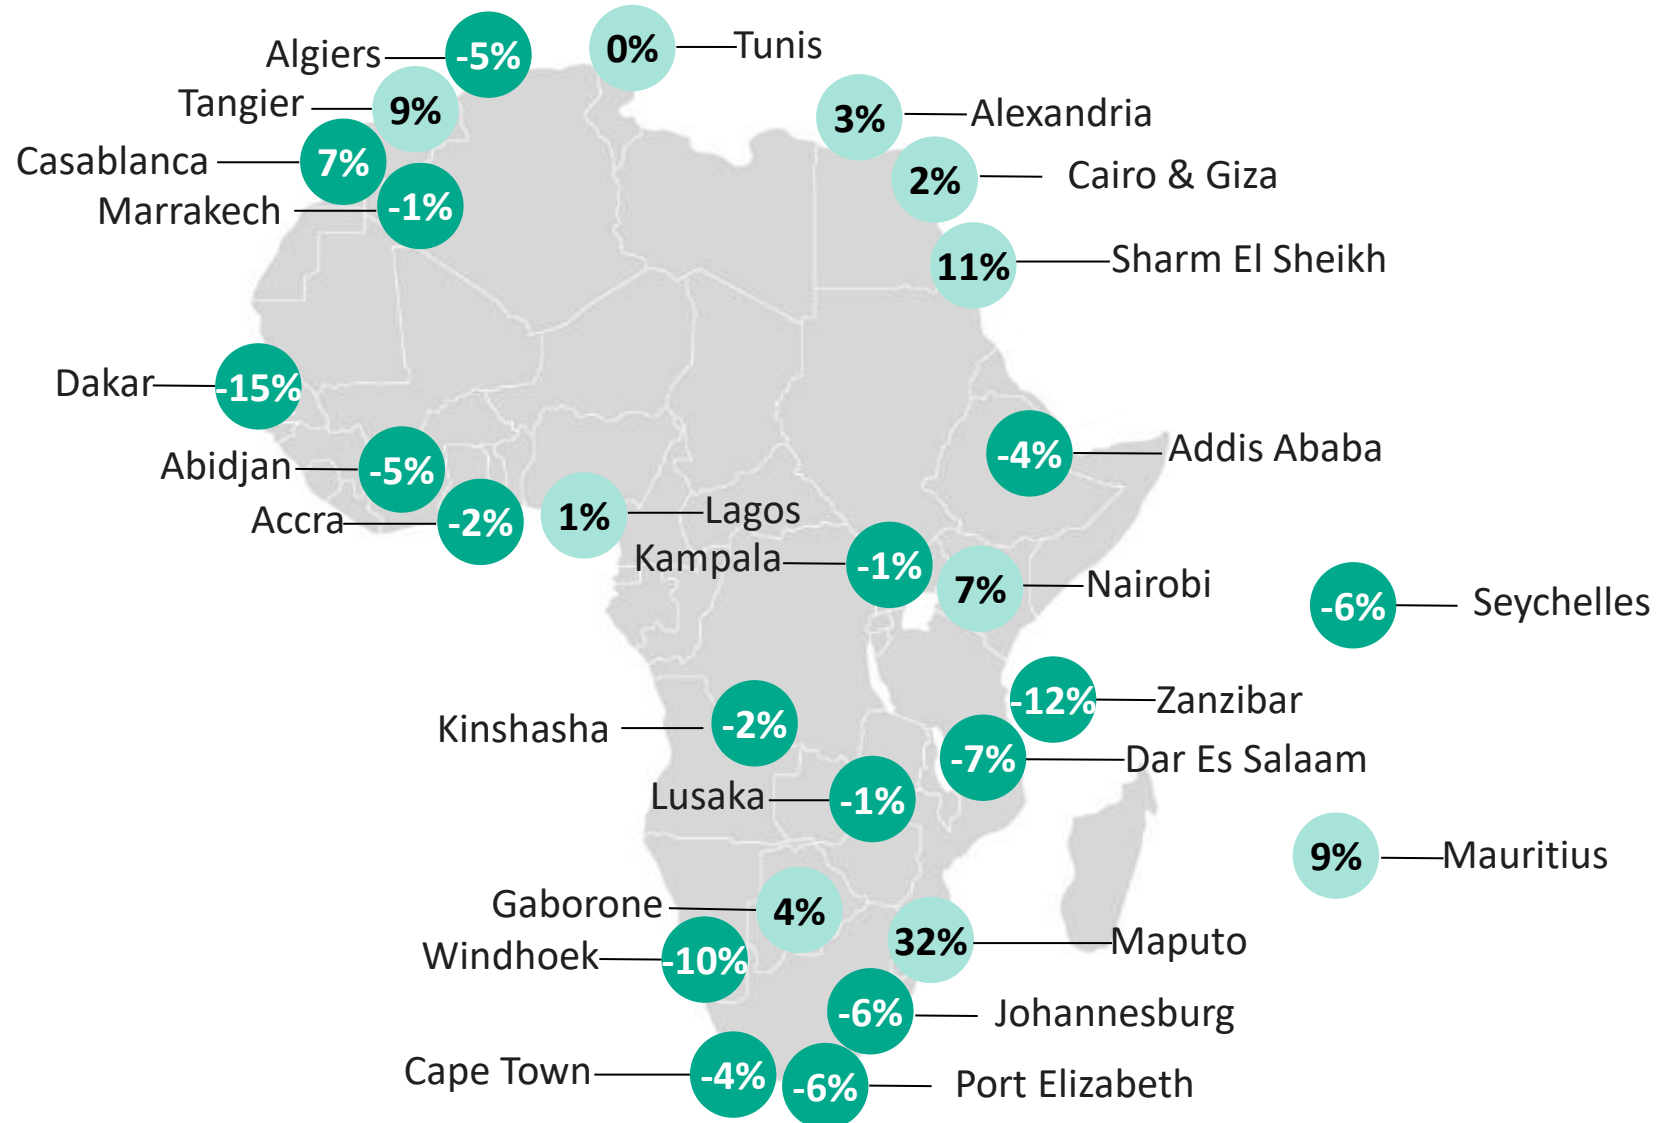 Algiers -5%
0% Tunis
Tangier 9%
3% Alexandria
Casablanca 7%
2% Cairo & Giza
Marrakech -1%
11% Sharm El Sheikh
Dakar -15%
-4% Addis Ababa
Abidjan -5%
Accra -2%
1% Lagos
Kampala -1%
7% Nairobi
-6% Seychelles
-12% Zanzibar
Kinshasha -2%
-7% Dar Es Salaam
Lusaka -1%
9% Mauritius
Gaborone 4%
32% Maputo
Windhoek -10%
-6% Johannesburg
Cape Town -4%
-6% Port Elizabeth